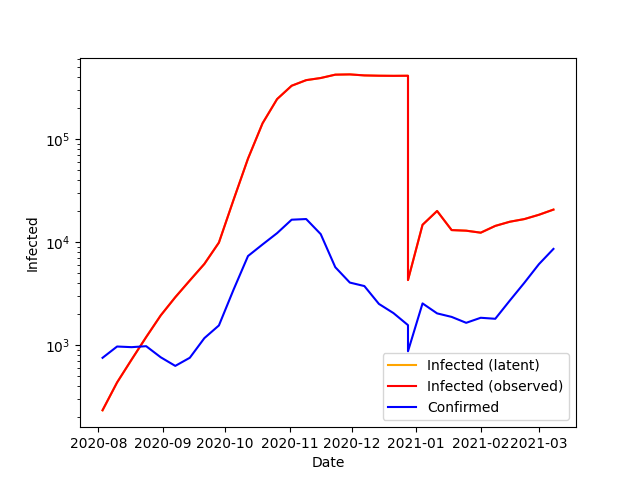 Infected
10^5
10^4
10^3
Infected (latent)
Infected (observed)
Confirmed
2020-08 2020-09 2020-10 2020-11 2020-12 2021-01 2021-02 2021-03
Date